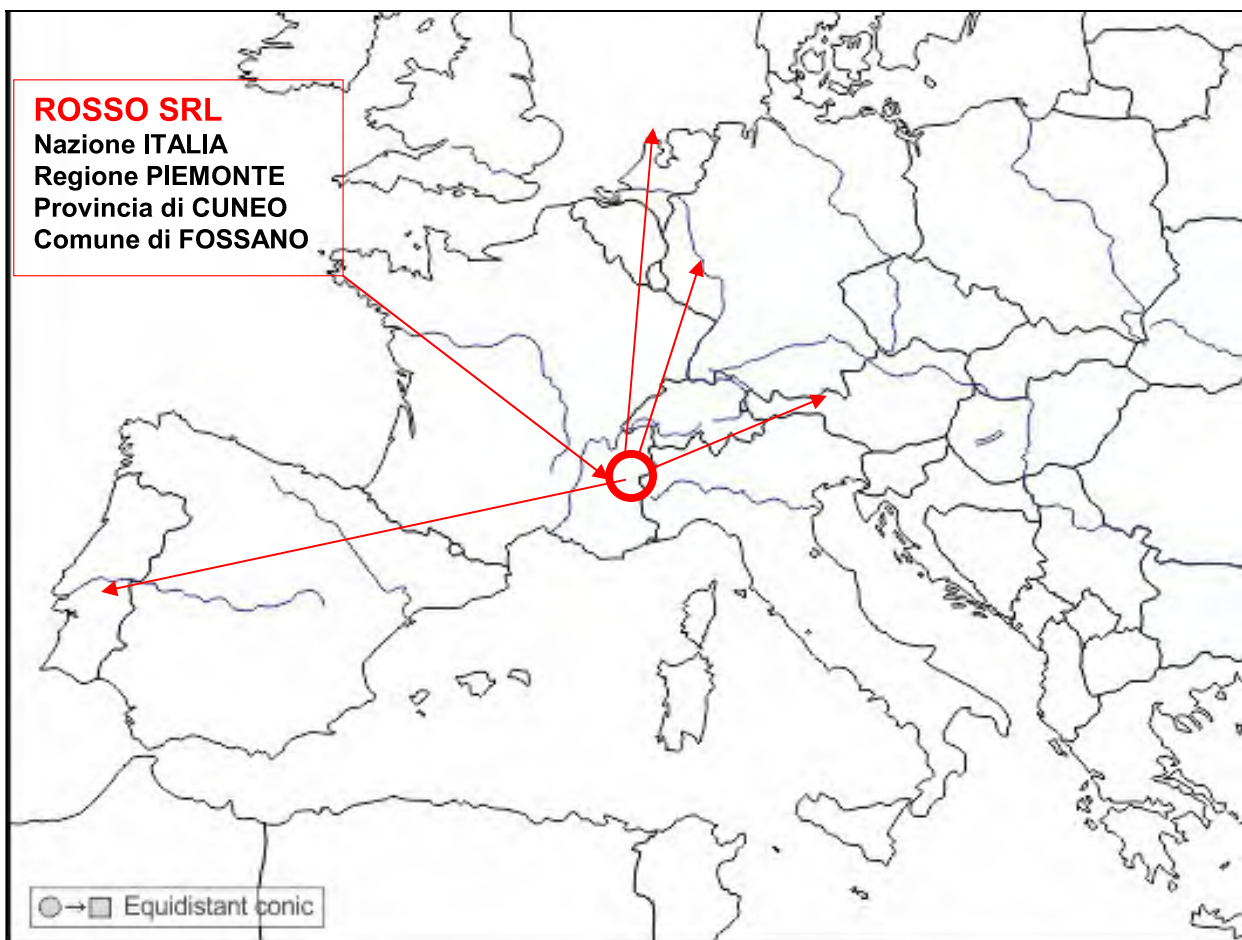 ROSSO SRL
Nazione ITALIA
Regione PIEMONTE
Provincia di CUNEO
Comune di FOSSANO
Equidistant conic